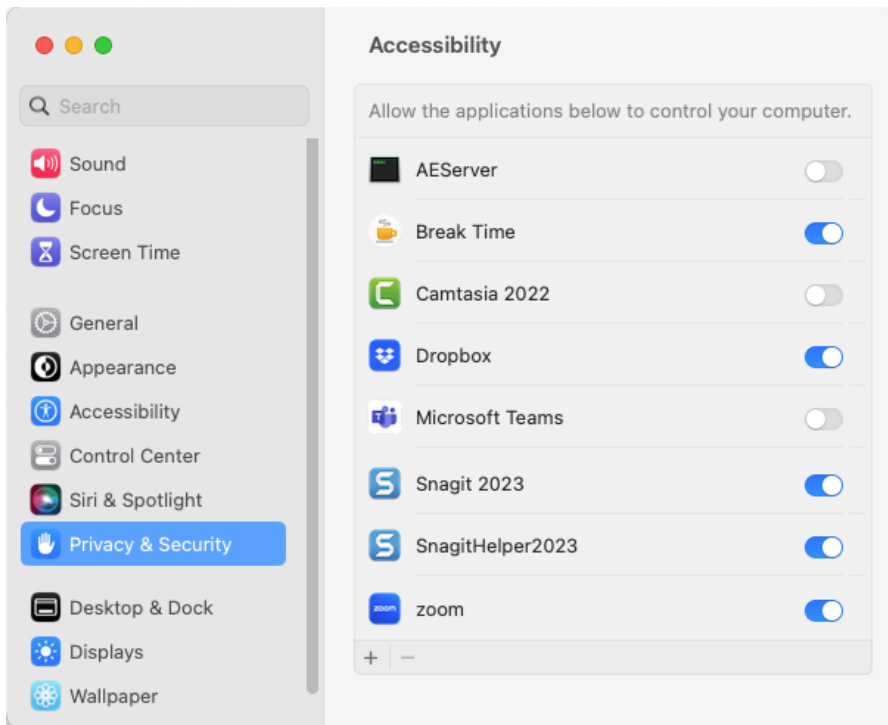 Search
Sound
Focus
Screen Time
General
Appearance
Accessibility
Control Center
Siri & Spotlight
Privacy & Security
Desktop & Dock
Displays
Wallpaper
Accessibility
Allow the applications below to control your computer.
AEServer
Break Time
Camtasia 2022
Dropbox
Microsoft Teams
Snagit 2023
SnagitHelper2023
zoom
zoom